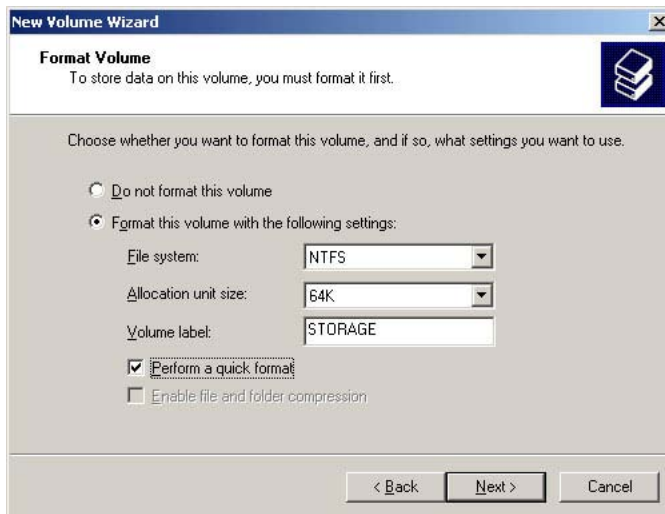 New Volume Wizard
Format Volume
To store data on this volume, you must format it first.
Choose whether you want to format this volume, and if so, what settings you want to use.
Do not format this volume
Format this volume with the following settings:
File system: NTFS
Allocation unit size: 64K
Volume label: STORAGE
Perform a quick format
Enable file and folder compression
< Back Next > Cancel